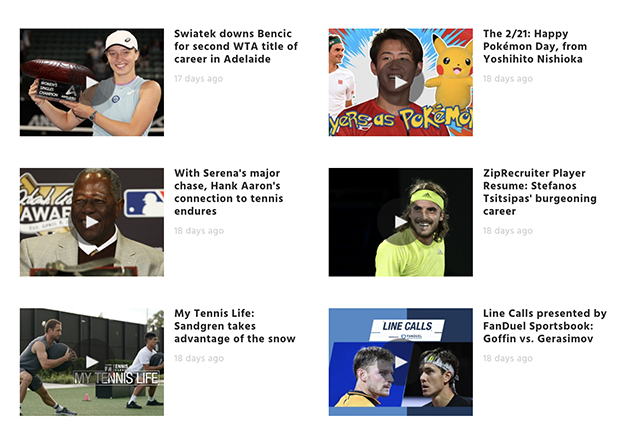 Swiatek downs Bencic
for second WTA title of
career in Adelaide
17 days ago
WOMEN'S
SINGLES
CHAMPION
The 2/21: Happy
Pokémon Day, from
Yoshihito Nishioka
18 days ago
yers as POKÉMON
With Serena's major
chase, Hank Aaron's
connection to tennis
endures
18 days ago
AWARD
ZipRecruiter Player
Resume: Stefanos
Tsitsipas' burgeoning
career
18 days ago
My Tennis Life:
Sandgren takes
advantage of the snow
18 days ago
TENNIS
MY TENNIS LIFE
Line Calls presented by
FanDuel Sportsbook:
Goffin vs. Gerasimov
18 days ago
LINE CALLS
FANDUEL